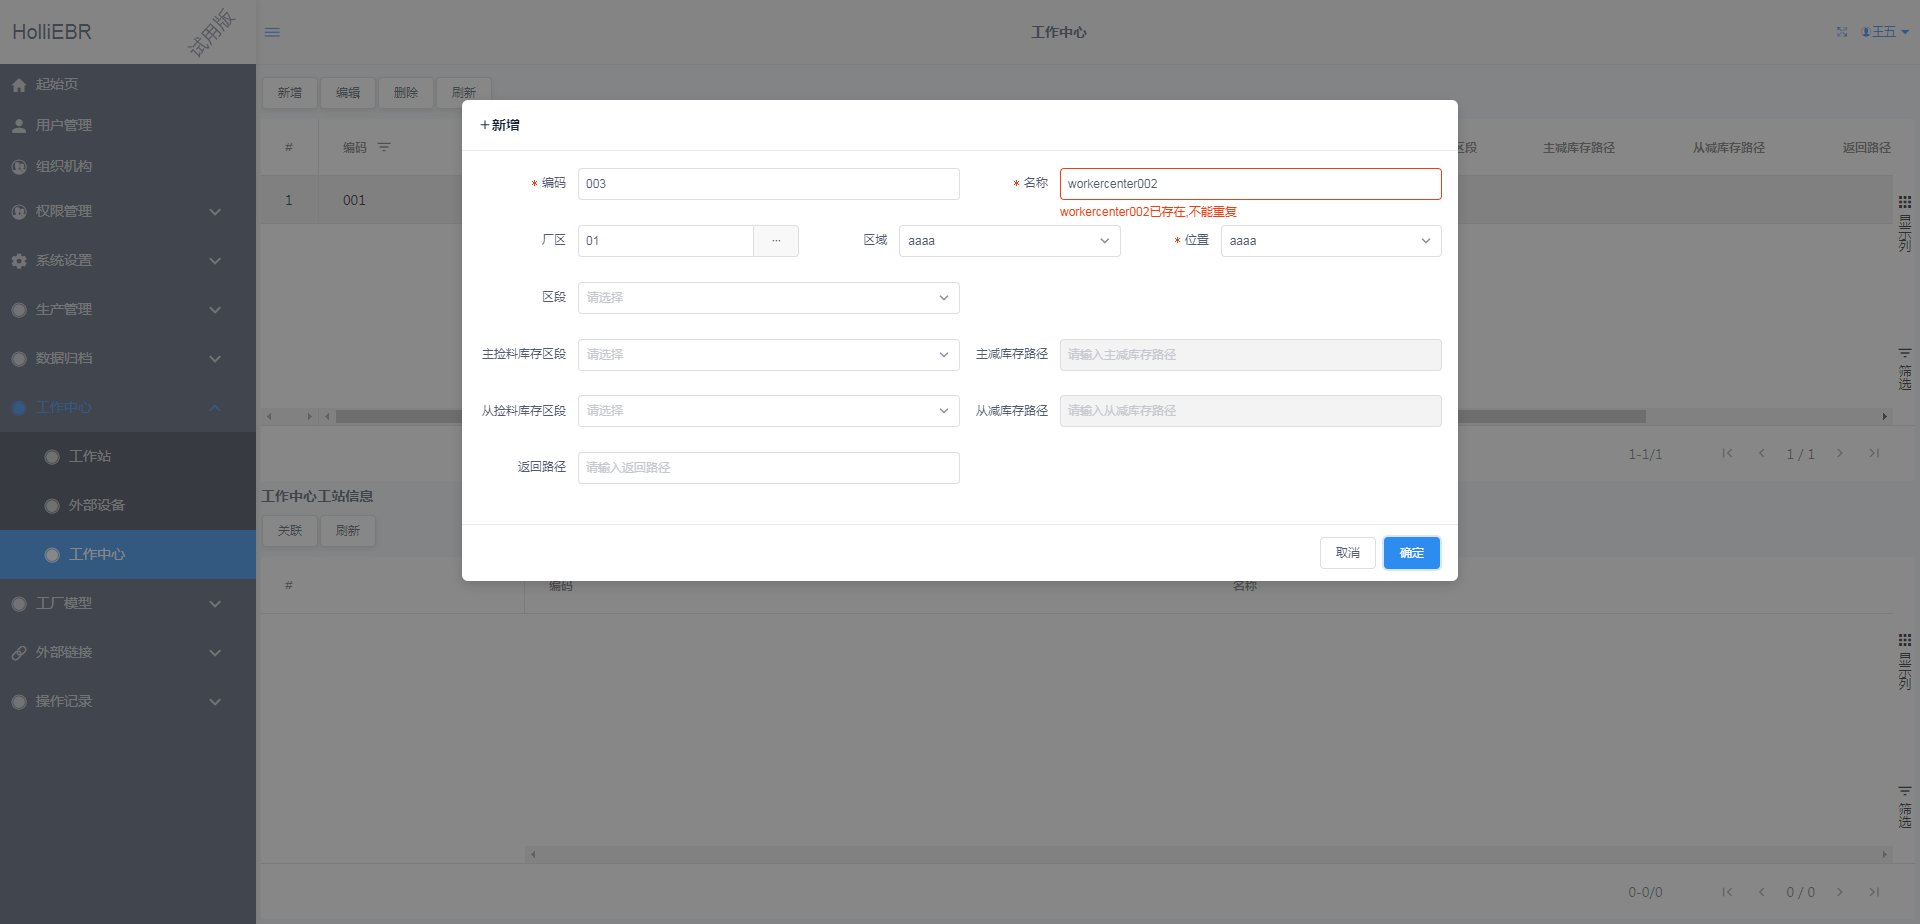 HolliEBR
试用版
工作中心
王五
起始页
用户管理
组织机构
权限管理
系统设置
生产管理
数据归档
工作中心
工作站
外部设备
工作中心
工厂模型
外部链接
操作记录
新增 编辑 删除 刷新
# 编码 区段 主减库存路径 从减库存路径 返回路径
1 001
显示列
筛选
1-1/1 1 / 1
+新增
* 编码 003 * 名称 workercenter002
workercenter002已存在,不能重复
厂区 01 ... 区域 aaaa * 位置 aaaa
区段 请选择
主捡料库存区段 请选择 主减库存路径 请输入主减库存路径
从捡料库存区段 请选择 从减库存路径 请输入从减库存路径
返回路径 请输入返回路径
取消 确定
工作中心工站信息
关联 刷新
# 编码 名称
显示列
筛选
0-0/0 0 / 0